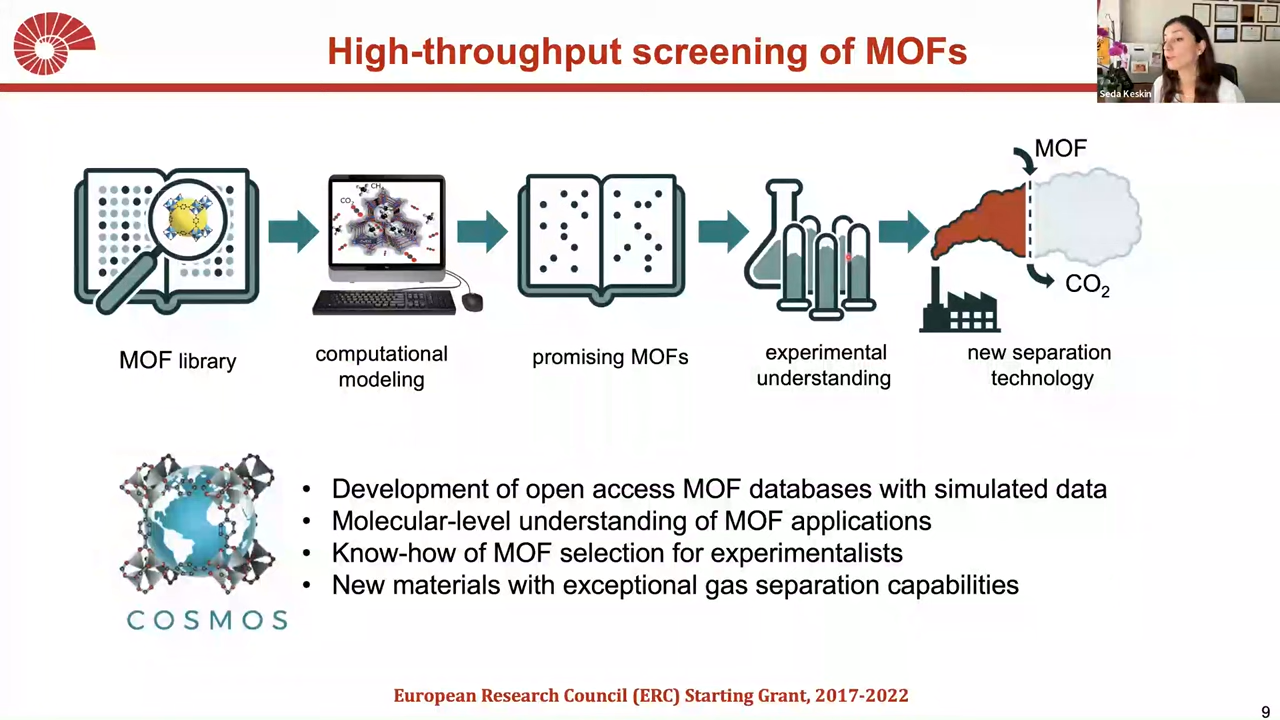 High-throughput screening of MOFs
Seda Keskin
MOF
CO2
CH
CO2
MOF library
computational
modeling
promising MOFs
experimental
understanding
new separation
technology
• Development of open access MOF databases with simulated data
• Molecular-level understanding of MOF applications
• Know-how of MOF selection for experimentalists
• New materials with exceptional gas separation capabilities
COSMOS
European Research Council (ERC) Starting Grant, 2017-2022
9